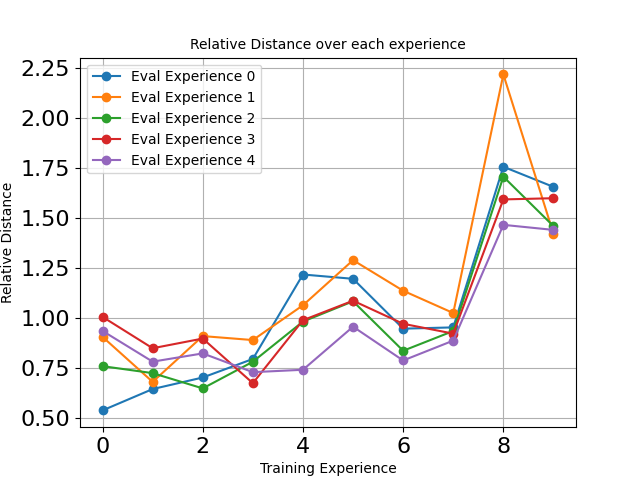 Relative Distance over each experience
2.25
2.00
1.75
1.50
1.25
1.00
0.75
0.50
Relative Distance
Eval Experience 0
Eval Experience 1
Eval Experience 2
Eval Experience 3
Eval Experience 4
0 2 4 6 8
Training Experience